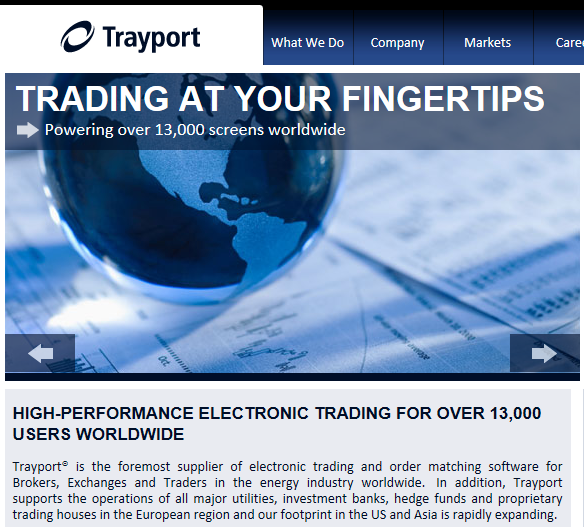 Trayport
What We Do
Company
Markets
TRADING AT YOUR FINGERTIPS
Powering over 13,000 screens worldwide
Oct
HIGH-PERFORMANCE ELECTRONIC TRADING FOR OVER 13,000
USERS WORLDWIDE
Trayport® is the foremost supplier of electronic trading and order matching software for
Brokers, Exchanges and Traders in the energy industry worldwide. In addition, Trayport
supports the operations of all major utilities, investment banks, hedge funds and proprietary
trading houses in the European region and our footprint in the US and Asia is rapidly expanding.